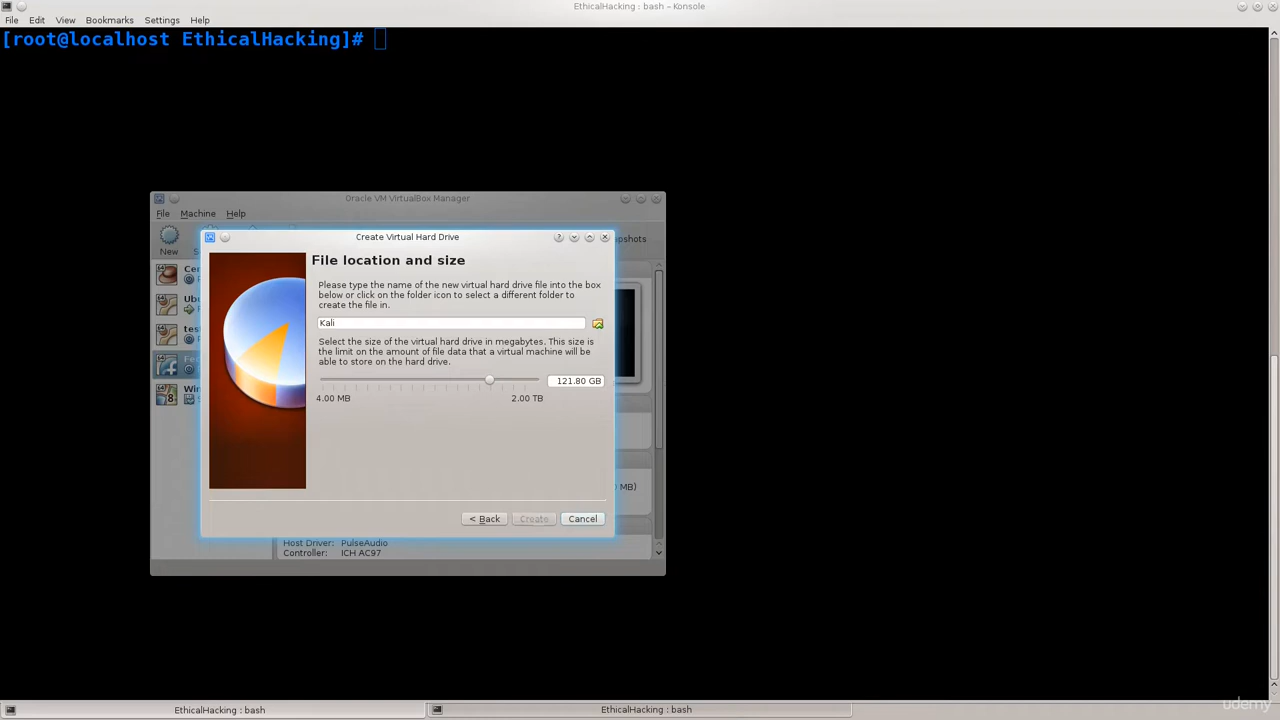 EthicalHacking : bash – Konsole
File Edit View Bookmarks Settings Help
[root@localhost EthicalHacking]#
Oracle VM VirtualBox Manager
File Machine Help
Create Virtual Hard Drive
New
apshots
File location and size
Please type the name of the new virtual hard drive file into the box
below or click on the folder icon to select a different folder to
create the file in.
Kali
Select the size of the virtual hard drive in megabytes. This size is
the limit on the amount of file data that a virtual machine will be
able to store on the hard drive.
121.80 GB
4.00 MB 2.00 TB
Cen
Ubu
test
Fed
Win
8
MB)
< Back Create Cancel
Host Driver: PulseAudio
Controller: ICH AC97
EthicalHacking : bash
EthicalHacking : bash
udemy